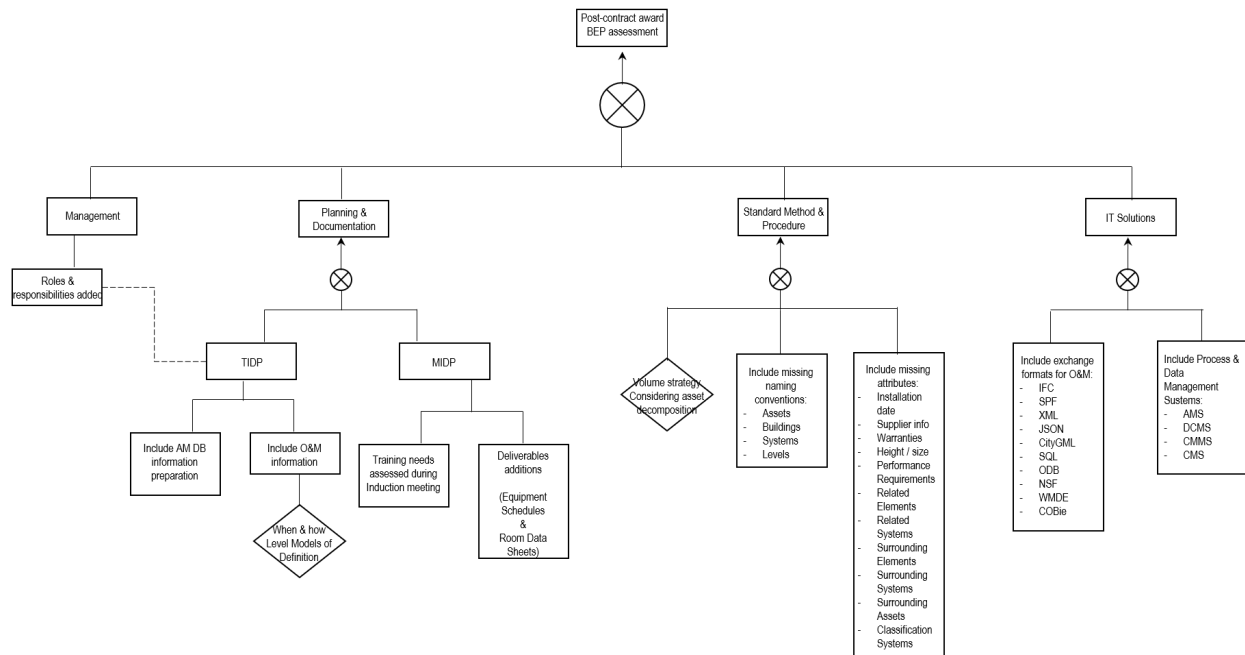 Post-contract award
BEP assessment
Management
Planning &
Documentation
Standard Method &
Procedure
IT Solutions
Roles &
responsibilities added
TIDP
MIDP
Include AM DB
information
preparation
Include O&M
information
When & how
Level Models of
Definition
Training needs
assessed during
Induction meeting
Deliverables
additions
(Equipment
Schedules
&
Room Data
Sheets)
Volume strategy
Considering asset
decomposition
Include missing
naming
conventions:
- Assets
- Buildings
- Systems
- Levels
Include missing
attributes:
- Installation
date
- Supplier info
- Warranties
- Height / size
- Performance
Requirements
- Related
Elements
- Related
Systems
- Surrounding
Elements
- Surrounding
Systems
- Surrounding
Assets
- Classification
Systems
Include exchange
formats for O&M:
- IFC
- SPF
- XML
- JSON
- CityGML
- SQL
- ODB
- NSF
- WMDE
- COBie
Include Process &
Data
Management
Sustems:
- AMS
- DCMS
- CMMS
- CMS